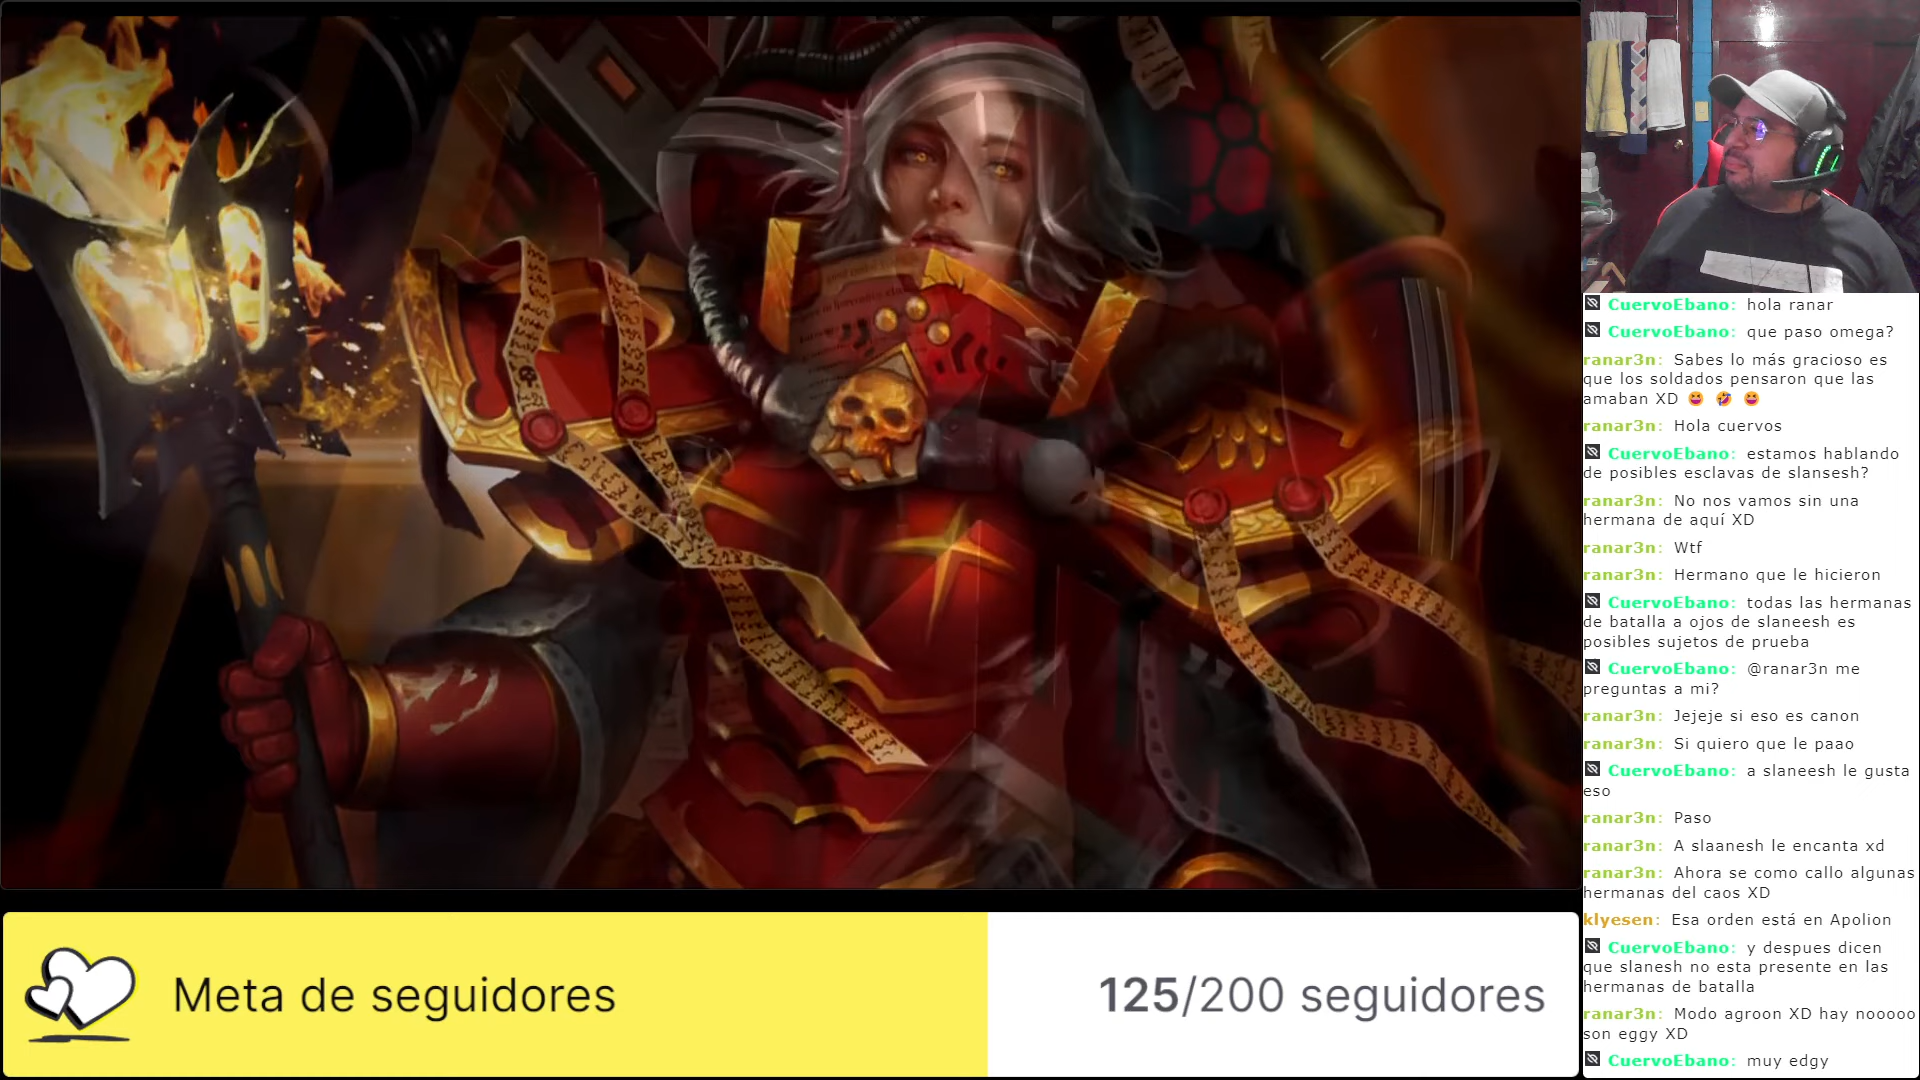 CuervoEbano: hola ranar
CuervoEbano: que paso omega?
ranar3n: Sabes lo más gracioso es
que los soldados pensaron que las
amaban XD 😆 🤣 😆
ranar3n: Hola cuervos
CuervoEbano: estamos hablando
de posibles esclavas de slansesh?
ranar3n: No nos vamos sin una
hermana de aquí XD
ranar3n: Wtf
ranar3n: Hermano que le hicieron
CuervoEbano: todas las hermanas
de batalla a ojos de slaneesh es
posibles sujetos de prueba
CuervoEbano: @ranar3n me
preguntas a mi?
ranar3n: Jejeje si eso es canon
ranar3n: Si quiero que le paao
CuervoEbano: a slaneesh le gusta
eso
ranar3n: Paso
ranar3n: A slaanesh le encanta xd
ranar3n: Ahora se como callo algunas
hermanas del caos XD
klyesen: Esa orden está en Apolion
CuervoEbano: y despues dicen
que slanesh no esta presente en las
hermanas de batalla
ranar3n: Modo agroon XD hay nooooo
son eggy XD
CuervoEbano: muy edgy
Meta de seguidores
125/200 seguidores